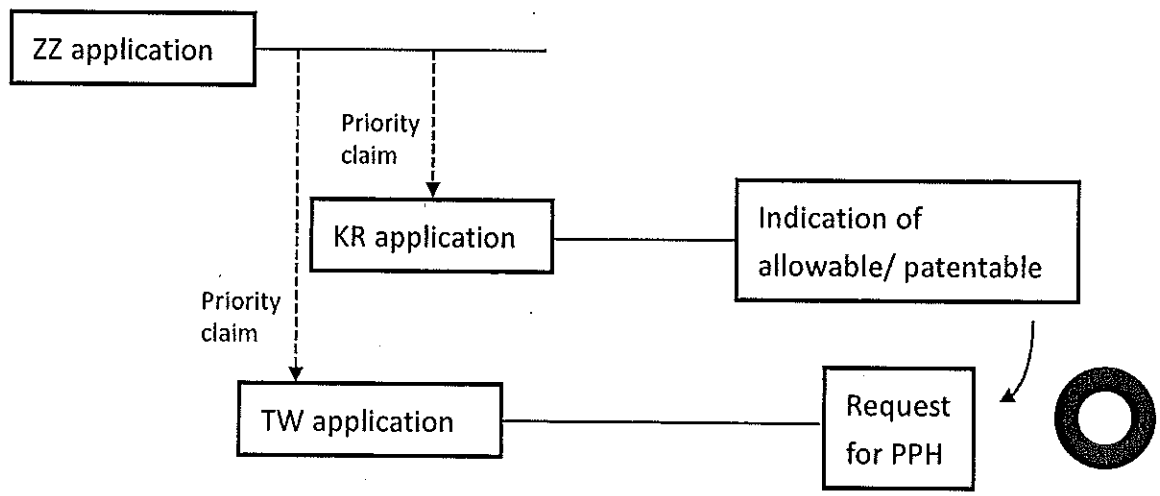 ZZ application
Priority
claim
KR application
Indication of
allowable/ patentable
Priority
claim
TW application
Request
for PPH